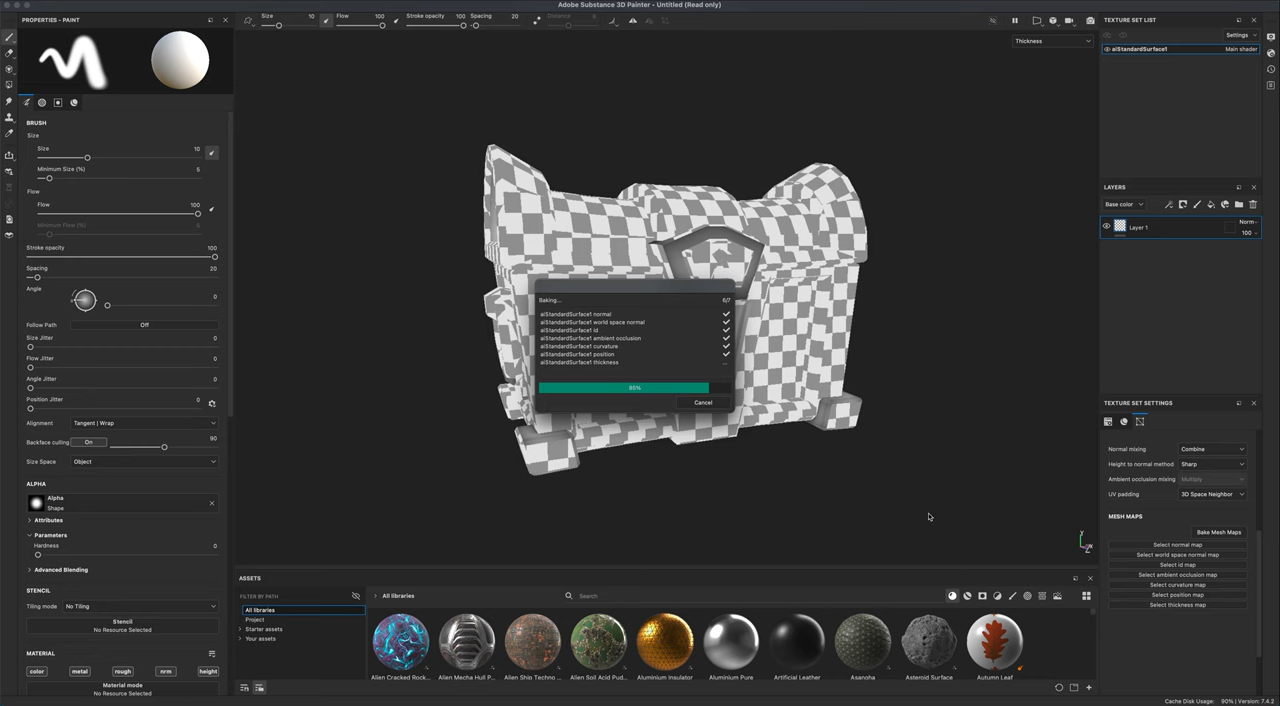 Adobe Substance 3D Painter - Untitled (Read only)
PROPERTIES - PAINT
Size 10 Flow 100 Stroke opacity 100 Spacing 20 Distance 8
Thickness
TEXTURE SET LIST
Settings
aiStandardSurface1 Main shader
BRUSH
Size
Size 10
Minimum Size (%) 5
Flow
Flow 100
Minimum Flow (%) 5
Stroke opacity 100
Spacing 20
Angle 0
Follow Path Off
Size Jitter 0
Flow Jitter 0
Angle Jitter 0
Position Jitter 0
Alignment Tangent | Wrap
Backface culling On 90
Size Space Object
ALPHA
Alpha
Shape
Attributes
Parameters
Hardness 0
Advanced Blending
STENCIL
Tiling mode No Tiling
Stencil
No Resource Selected
MATERIAL
color metal rough nrm height
Material mode
No Resource Selected
Baking... 6/7
aiStandardSurface1 normal
aiStandardSurface1 world space normal
aiStandardSurface1 id
aiStandardSurface1 ambient occlusion
aiStandardSurface1 curvature
aiStandardSurface1 position
aiStandardSurface1 thickness ...
Cancel
Y
Z
LAYERS
Base color
Layer 1 Norm
100
TEXTURE SET SETTINGS
Normal mixing Combine
Height to normal method Sharp
Ambient occlusion mixing Multiply
UV padding 3D Space Neighbor
MESH MAPS
Bake Mesh Maps
Select normal map
Select world space normal map
Select id map
Select ambient occlusion map
Select curvature map
Select position map
Select thickness map
ASSETS
FILTER BY PATH
All libraries
Project
Starter assets
Your assets
All libraries Search
Alien Cracked Rock... Alien Mecha Hull P... Alien Ship Techno ... Alien Soil Acid Pud... Aluminium Insulator Aluminium Pure Artificial Leather Asanoha Asteroid Surface Autumn Leaf
Cache Disk Usage: 90% | Version: 7.4.2